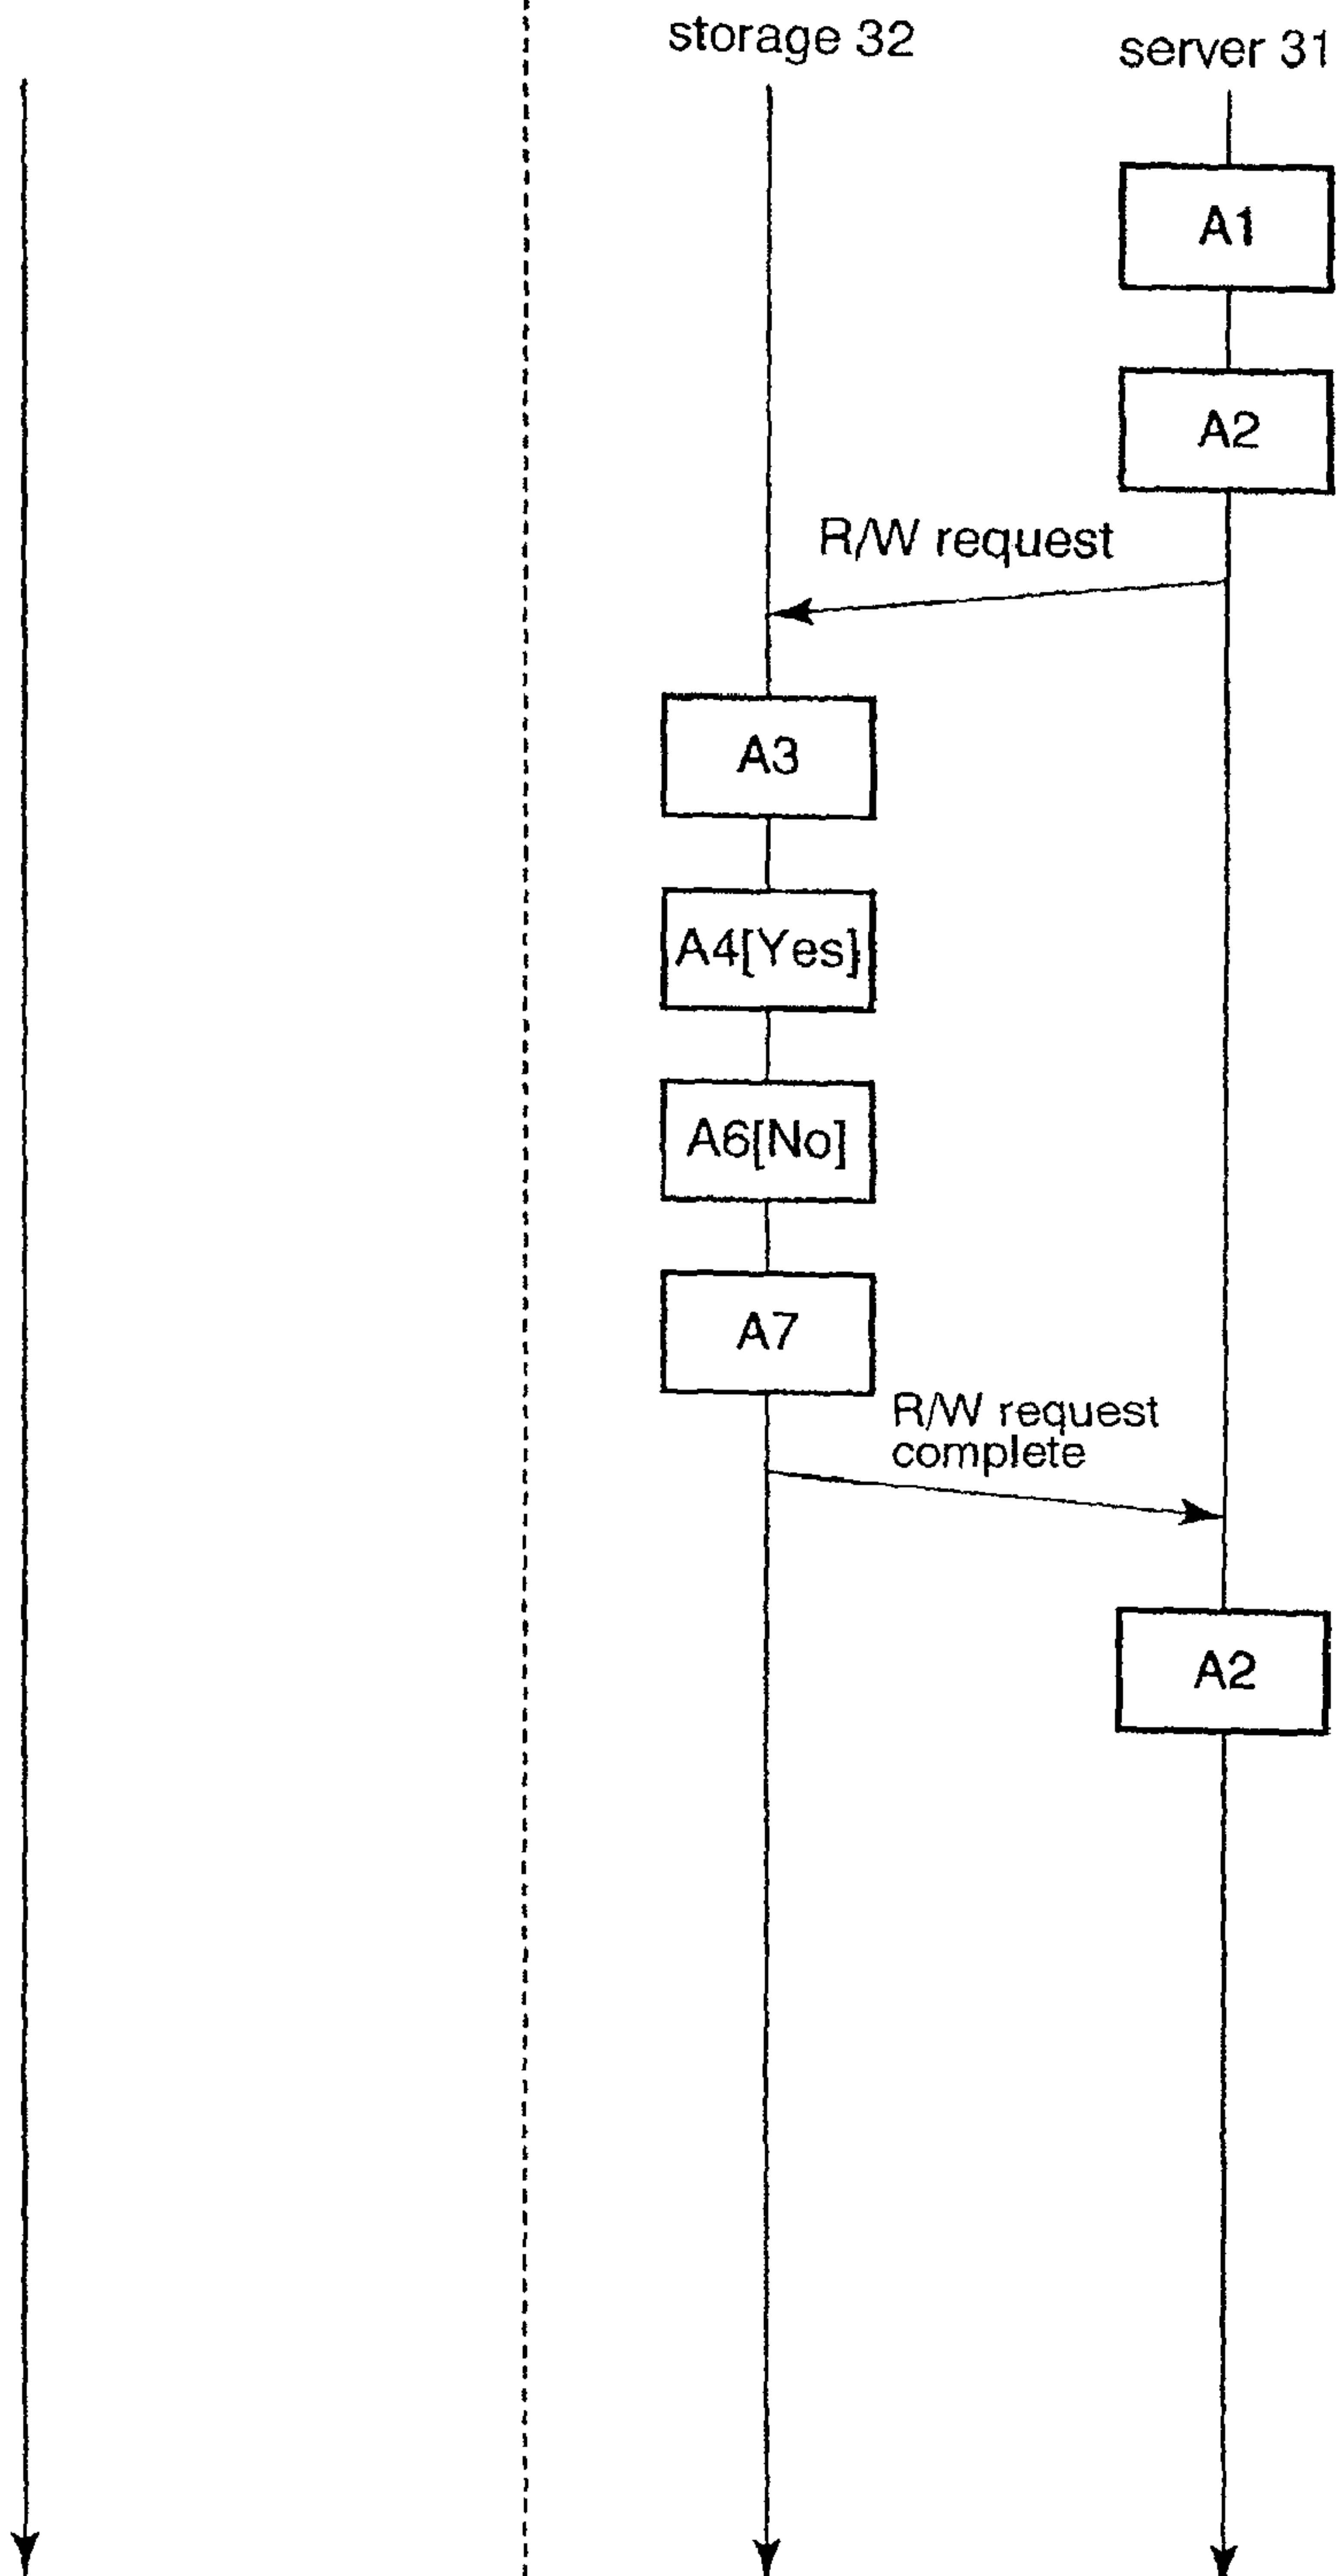 storage 32
server 31
A1
A2
R/W request
A3
A4[Yes]
A6[No]
A7
R/W request
complete
A2